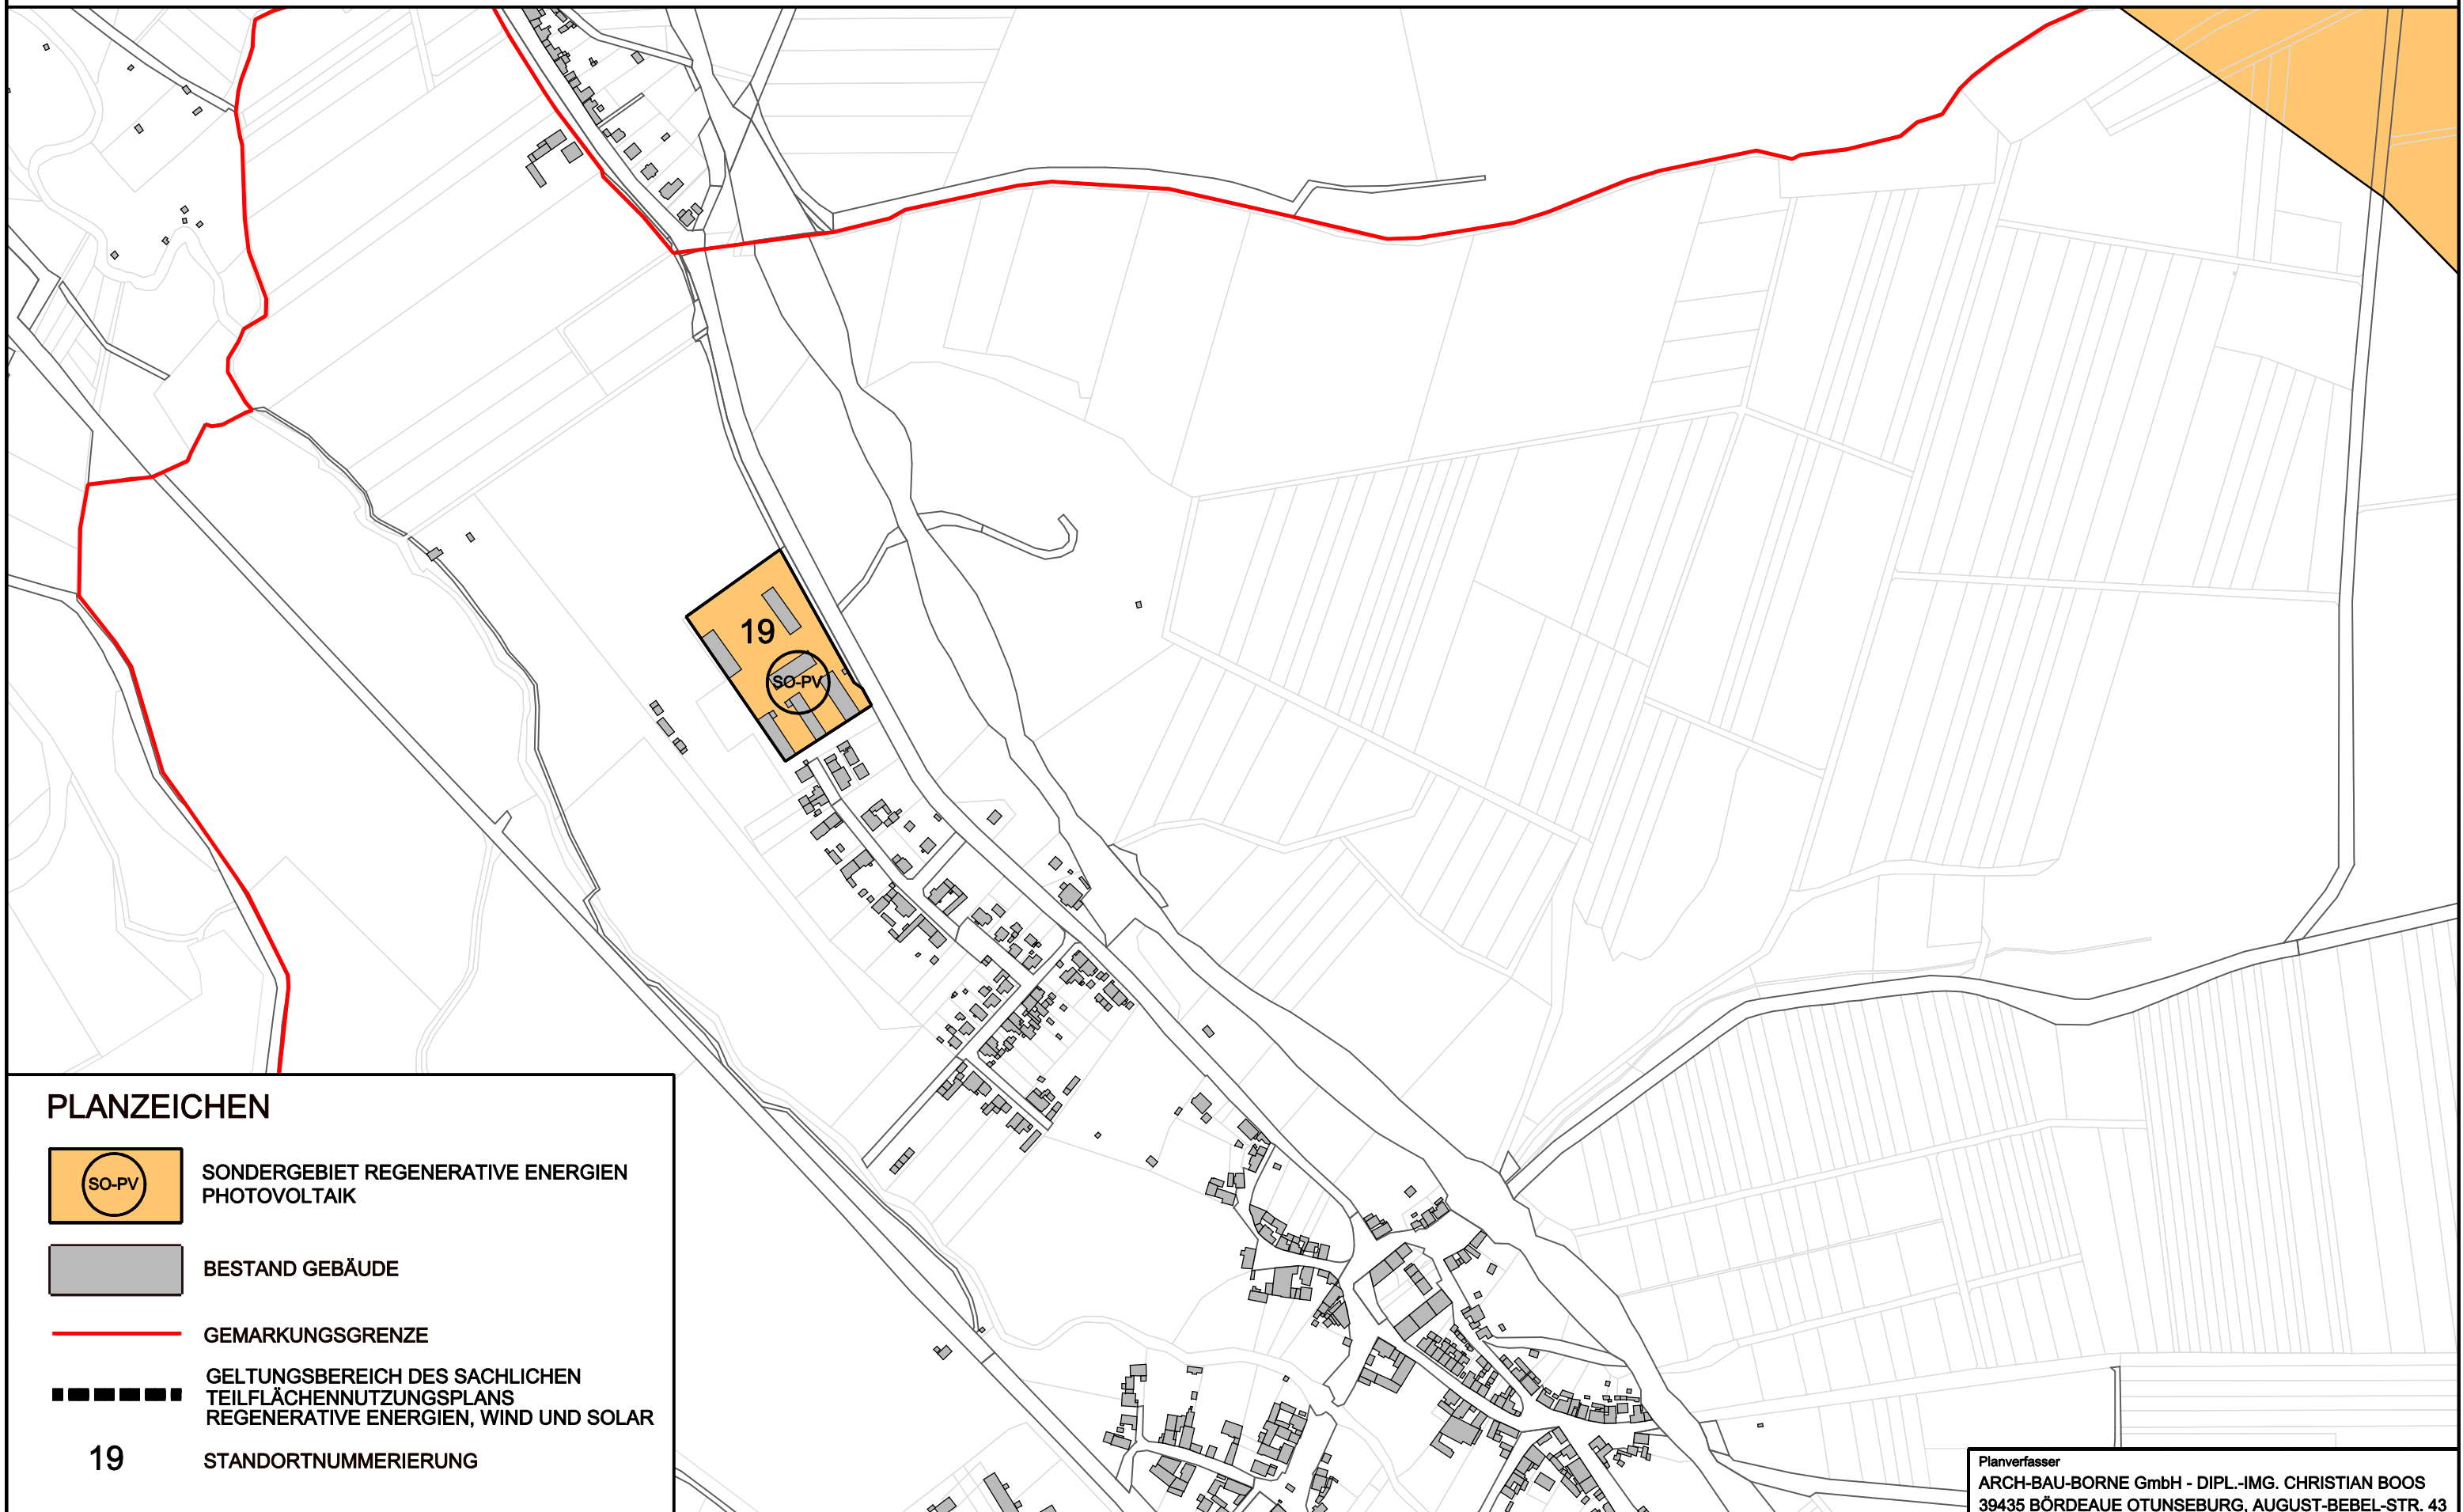 19
SO-PV
PLANZEICHEN
SO-PV
SONDERGEBIET REGENERATIVE ENERGIEN
PHOTOVOLTAIK
BESTAND GEBÄUDE
GEMARKUNGSGRENZE
GELTUNGSBEREICH DES SACHLICHEN
TEILFLÄCHENNUTZUNGSPLANS
REGENERATIVE ENERGIEN, WIND UND SOLAR
19
STANDORTNUMMERIERUNG
Planverfasser
ARCH-BAU-BORNE GmbH - DIPL.-IMG. CHRISTIAN BOOS
39435 BÖRDEAUE OTUNSEBURG, AUGUST-BEBEL-STR. 43